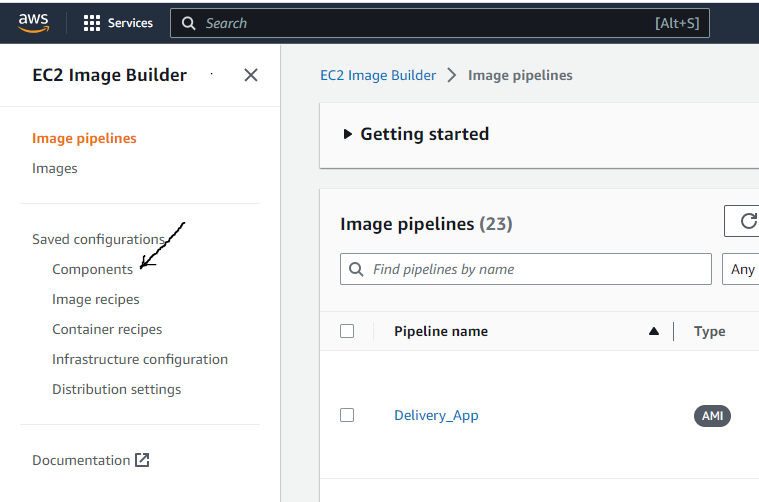 aws
Services
Search
[Alt+S]
EC2 Image Builder
Image pipelines
Images
Saved configurations
Components
Image recipes
Container recipes
Infrastructure configuration
Distribution settings
Documentation
EC2 Image Builder > Image pipelines
Getting started
Image pipelines (23)
Find pipelines by name
Any
Pipeline name
Type
Delivery_App
AMI